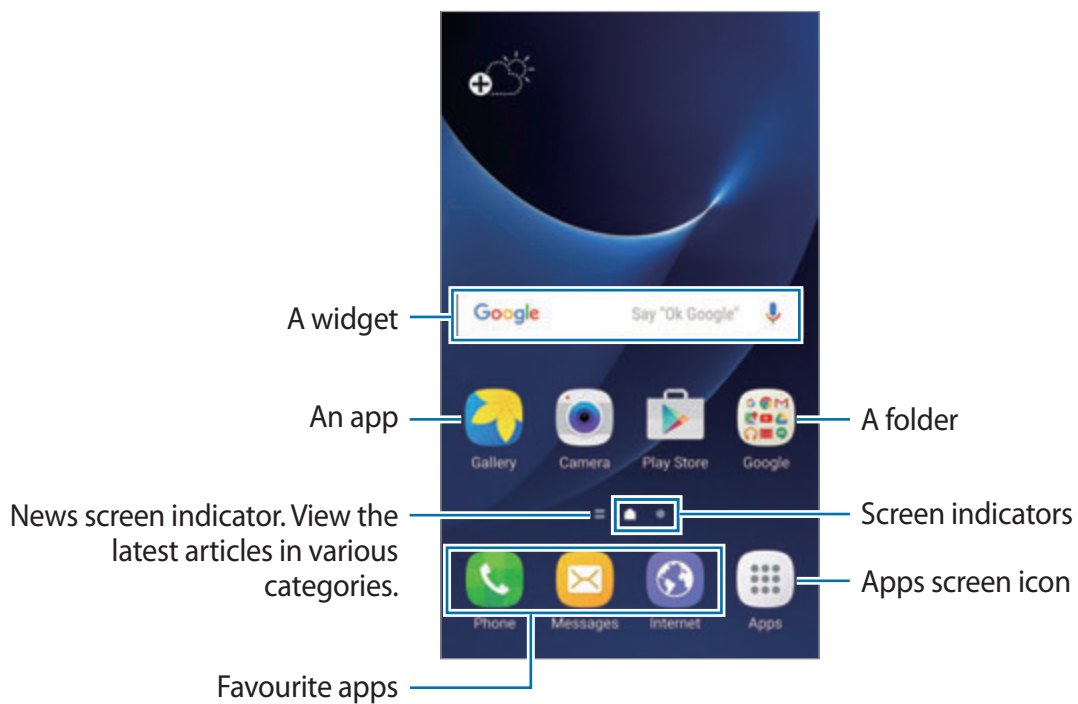 Google Say "Ok Google"
A widget
An app
A folder
Gallery Camera Play Store Google
News screen indicator. View the
latest articles in various
categories.
Screen indicators
Apps screen icon
Phone Messages Internet Apps
Favourite apps